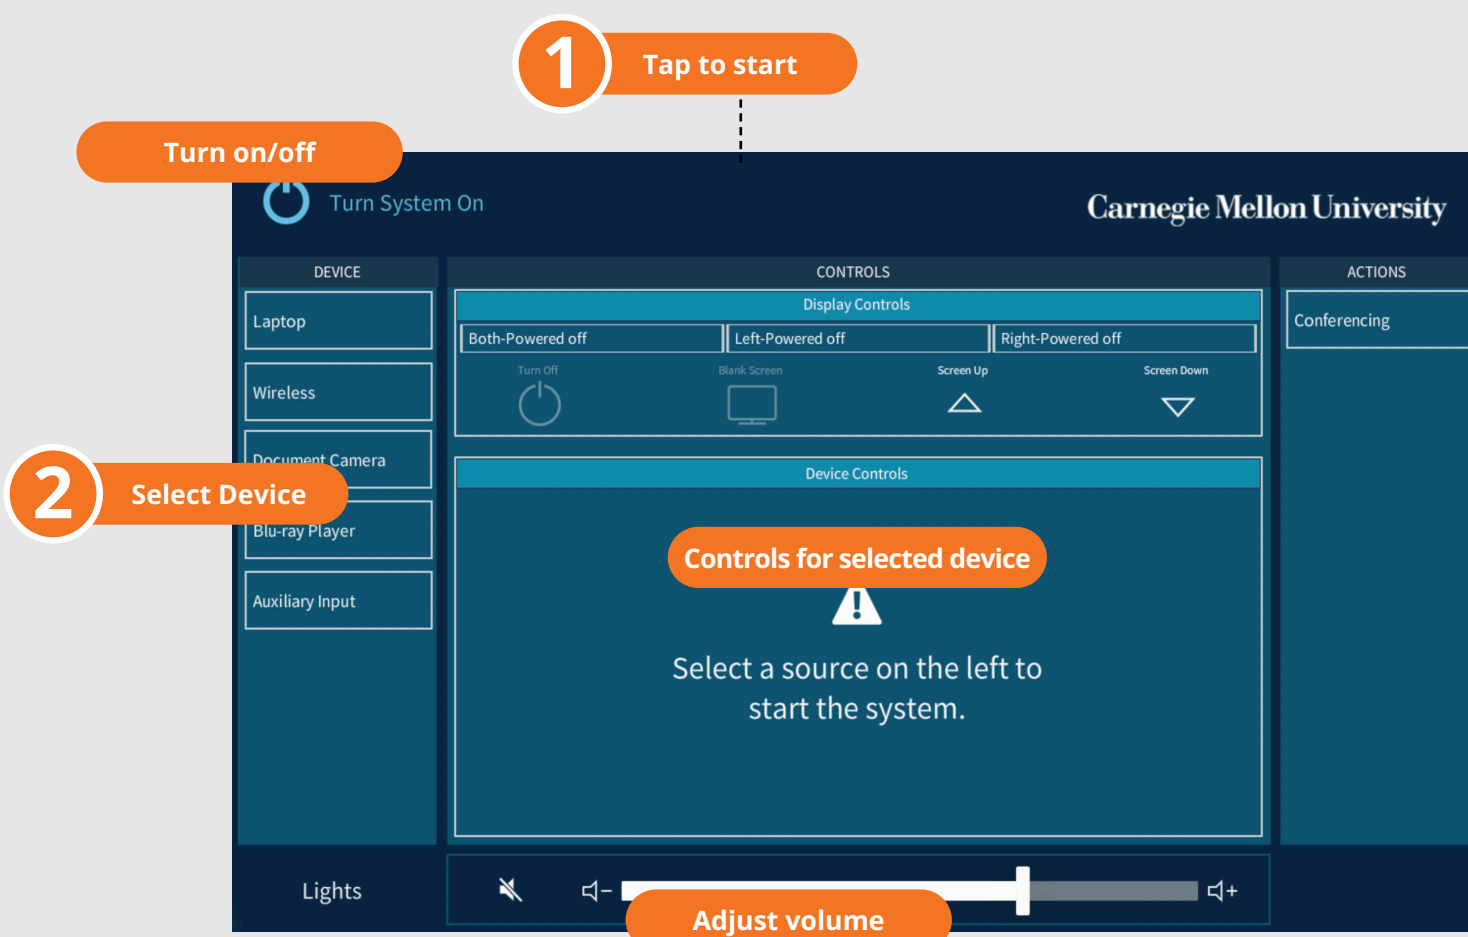 1
Tap to start
Turn on/off
Turn System On
Carnegie Mellon University
DEVICE
CONTROLS
ACTIONS
Laptop
Wireless
Document Camera
2
Select Device
Blu-ray Player
Auxiliary Input
Display Controls
Both-Powered off
Left-Powered off
Right-Powered off
Turn Off
Blank Screen
Screen Up
Screen Down
Device Controls
Controls for selected device
Select a source on the left to
start the system.
Conferencing
Lights
Adjust volume